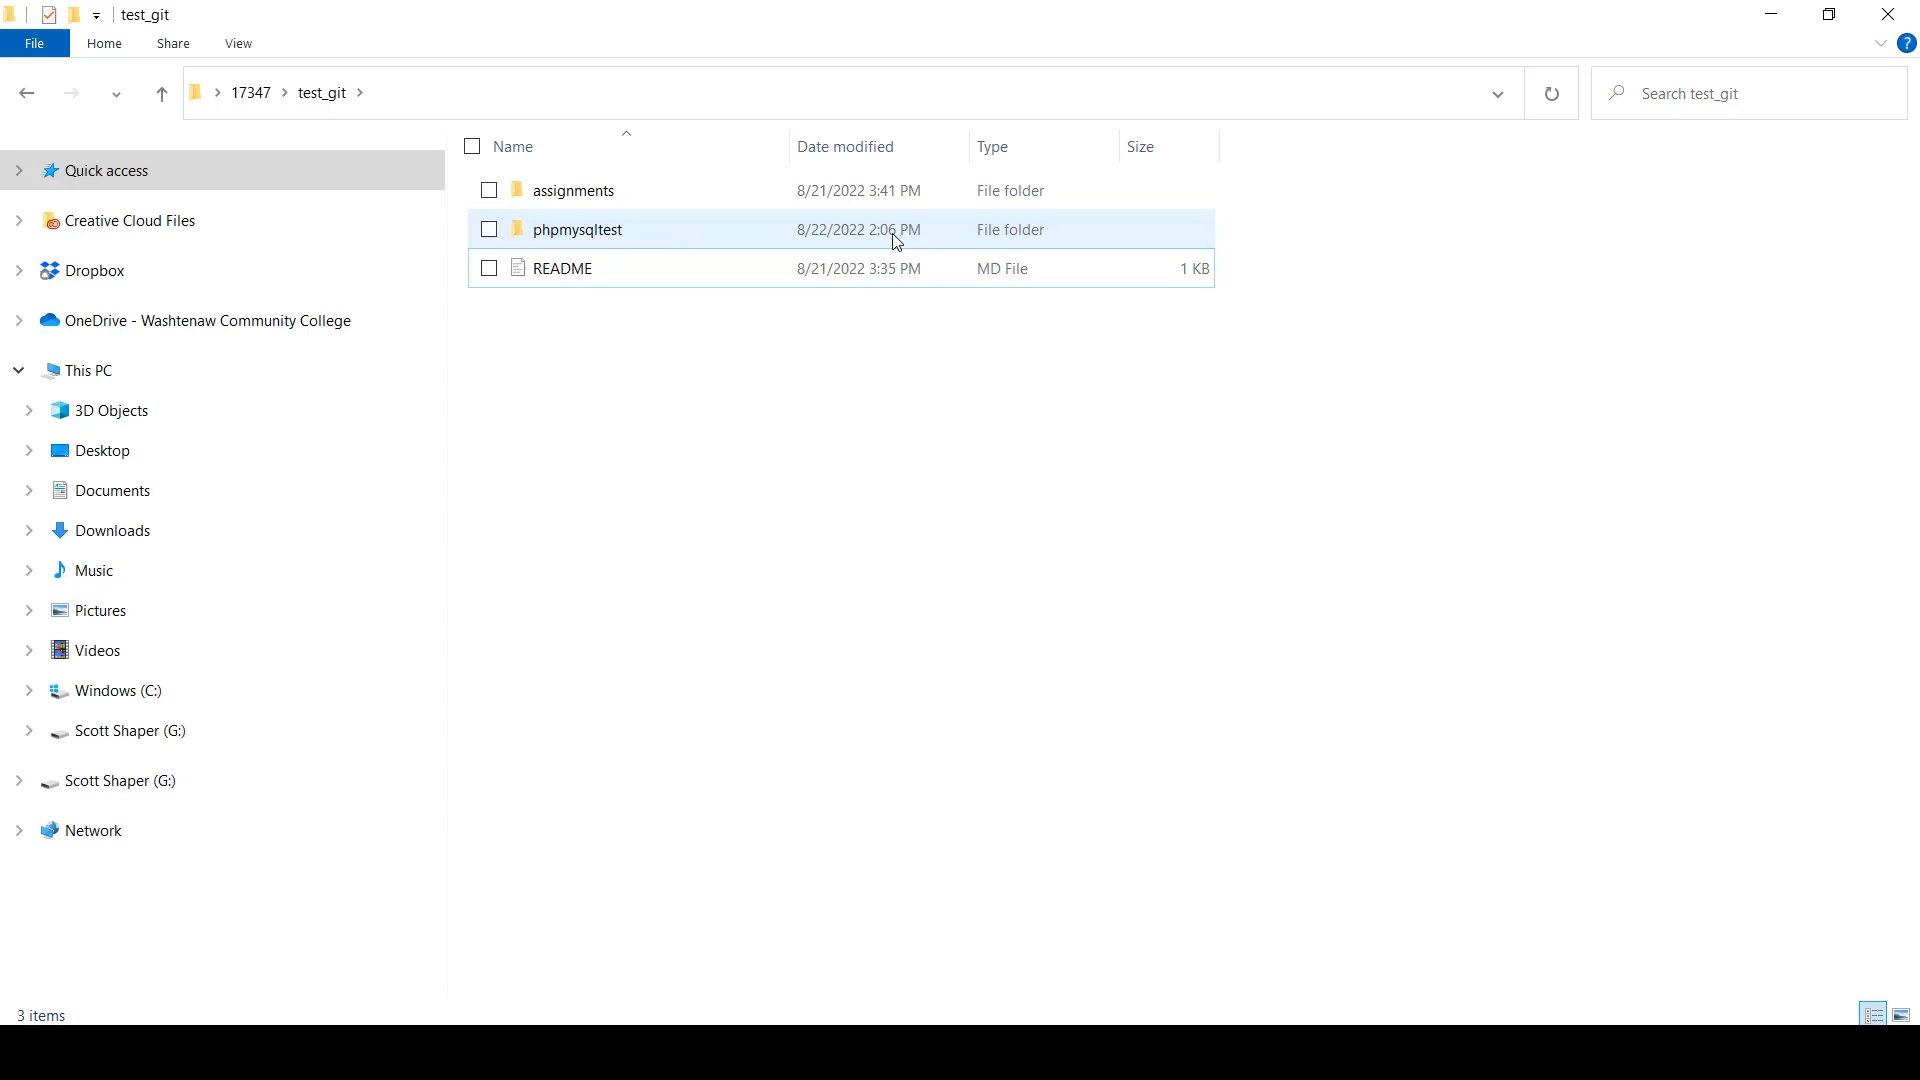 test_git
File Home Share View
17347 test_git
Search test_git
Name Date modified Type Size
Quick access
Creative Cloud Files
Dropbox
OneDrive - Washtenaw Community College
This PC
3D Objects
Desktop
Documents
Downloads
Music
Pictures
Videos
Windows (C:)
Scott Shaper (G:)
Scott Shaper (G:)
Network
assignments 8/21/2022 3:41 PM File folder
phpmysqltest 8/22/2022 2:06 PM File folder
README 8/21/2022 3:35 PM MD File 1 KB
3 items